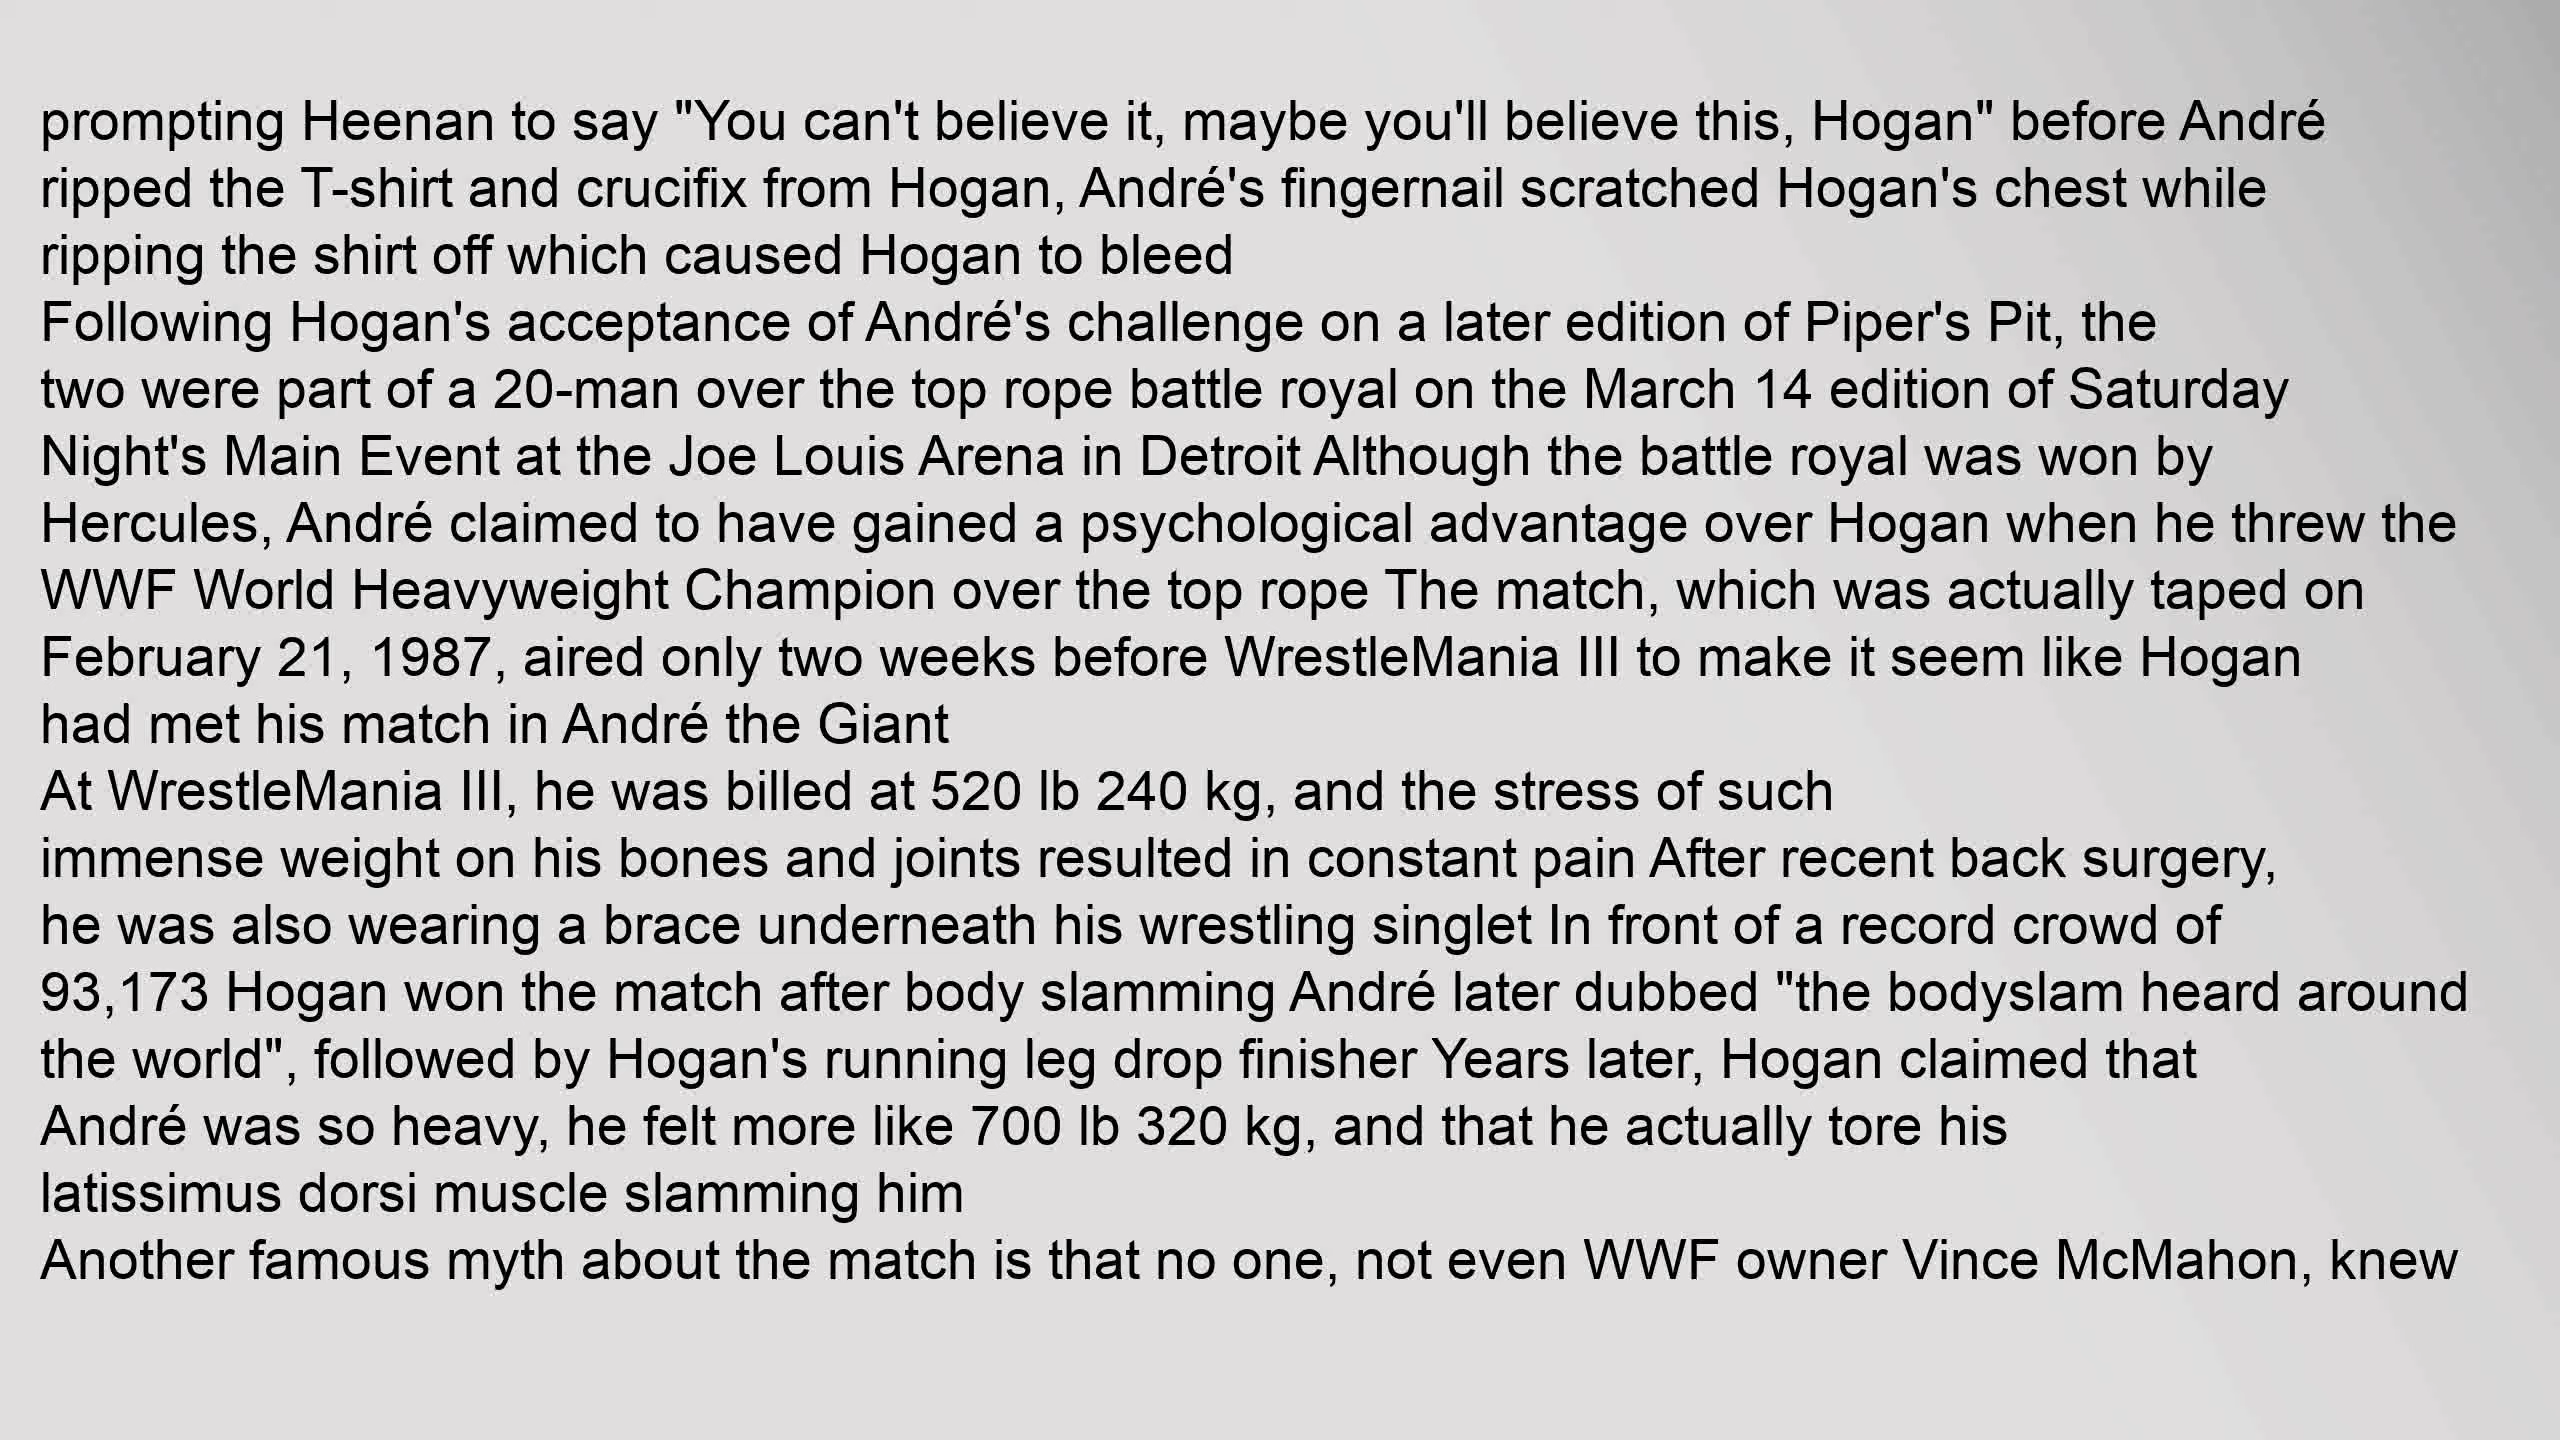 prompting Heenan to say "You can't believe it, maybe you'll believe this, Hogan" before André
ripped the T-shirt and crucifix from Hogan, André's fingernail scratched Hogan's chest while
ripping the shirt off which caused Hogan to bleed
Following Hogan's acceptance of André's challenge on a later edition of Piper's Pit, the
two were part of a 20-man over the top rope battle royal on the March 14 edition of Saturday
Night's Main Event at the Joe Louis Arena in Detroit Although the battle royal was won by
Hercules, André claimed to have gained a psychological advantage over Hogan when he threw the
WWF World Heavyweight Champion over the top rope The match, which was actually taped on
February 21, 1987, aired only two weeks before WrestleMania III to make it seem like Hogan
had met his match in André the Giant
At WrestleMania III, he was billed at 520 lb 240 kg, and the stress of such
immense weight on his bones and joints resulted in constant pain After recent back surgery,
he was also wearing a brace underneath his wrestling singlet In front of a record crowd of
93,173 Hogan won the match after body slamming André later dubbed "the bodyslam heard around
the world", followed by Hogan's running leg drop finisher Years later, Hogan claimed that
André was so heavy, he felt more like 700 lb 320 kg, and that he actually tore his
latissimus dorsi muscle slamming him
Another famous myth about the match is that no one, not even WWF owner Vince McMahon, knew